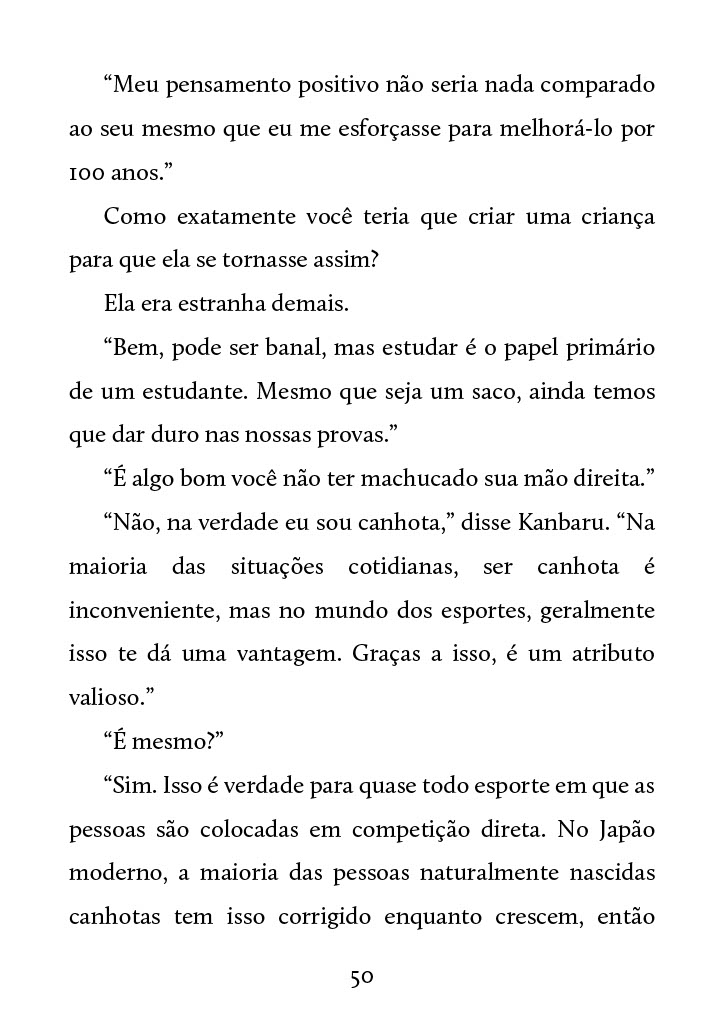 “Meu pensamento positivo não seria nada comparado
ao seu mesmo que eu me esforçasse para melhorá-lo por
100 anos.”
Como exatamente você teria que criar uma criança
para que ela se tornasse assim?
Ela era estranha demais.
“Bem, pode ser banal, mas estudar é o papel primário
de um estudante. Mesmo que seja um saco, ainda temos
que dar duro nas nossas provas.”
“É algo bom você não ter machucado sua mão direita.”
“Não, na verdade eu sou canhota,” disse Kanbaru. “Na
maioria das situações cotidianas, ser canhota é
inconveniente, mas no mundo dos esportes, geralmente
isso te dá uma vantagem. Graças a isso, é um atributo
valioso.”
“É mesmo?”
“Sim. Isso é verdade para quase todo esporte em que as
pessoas são colocadas em competição direta. No Japão
moderno, a maioria das pessoas naturalmente nascidas
canhotas tem isso corrigido enquanto crescem, então
50